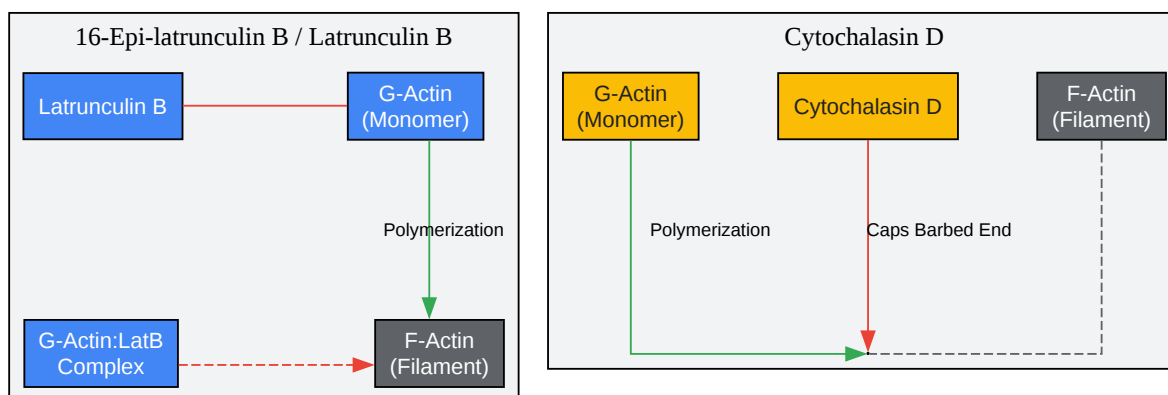 16-Epi-latrunculin B / Latrunculin B
Latrunculin B
G-Actin
(Monomer)
Polymerization
G-Actin:LatB
Complex
F-Actin
(Filament)
Cytochalasin D
G-Actin
(Monomer)
Cytochalasin D
F-Actin
(Filament)
Polymerization
Caps Barbed End